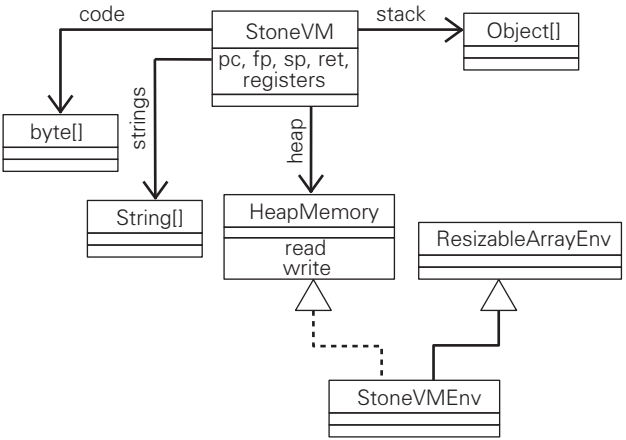 code
StoneVM
stack
Object[]
pc, fp, sp, ret,
registers
strings
byte[]
heap
String[]
HeapMemory
read
write
ResizableArrayEnv
StoneVMEnv